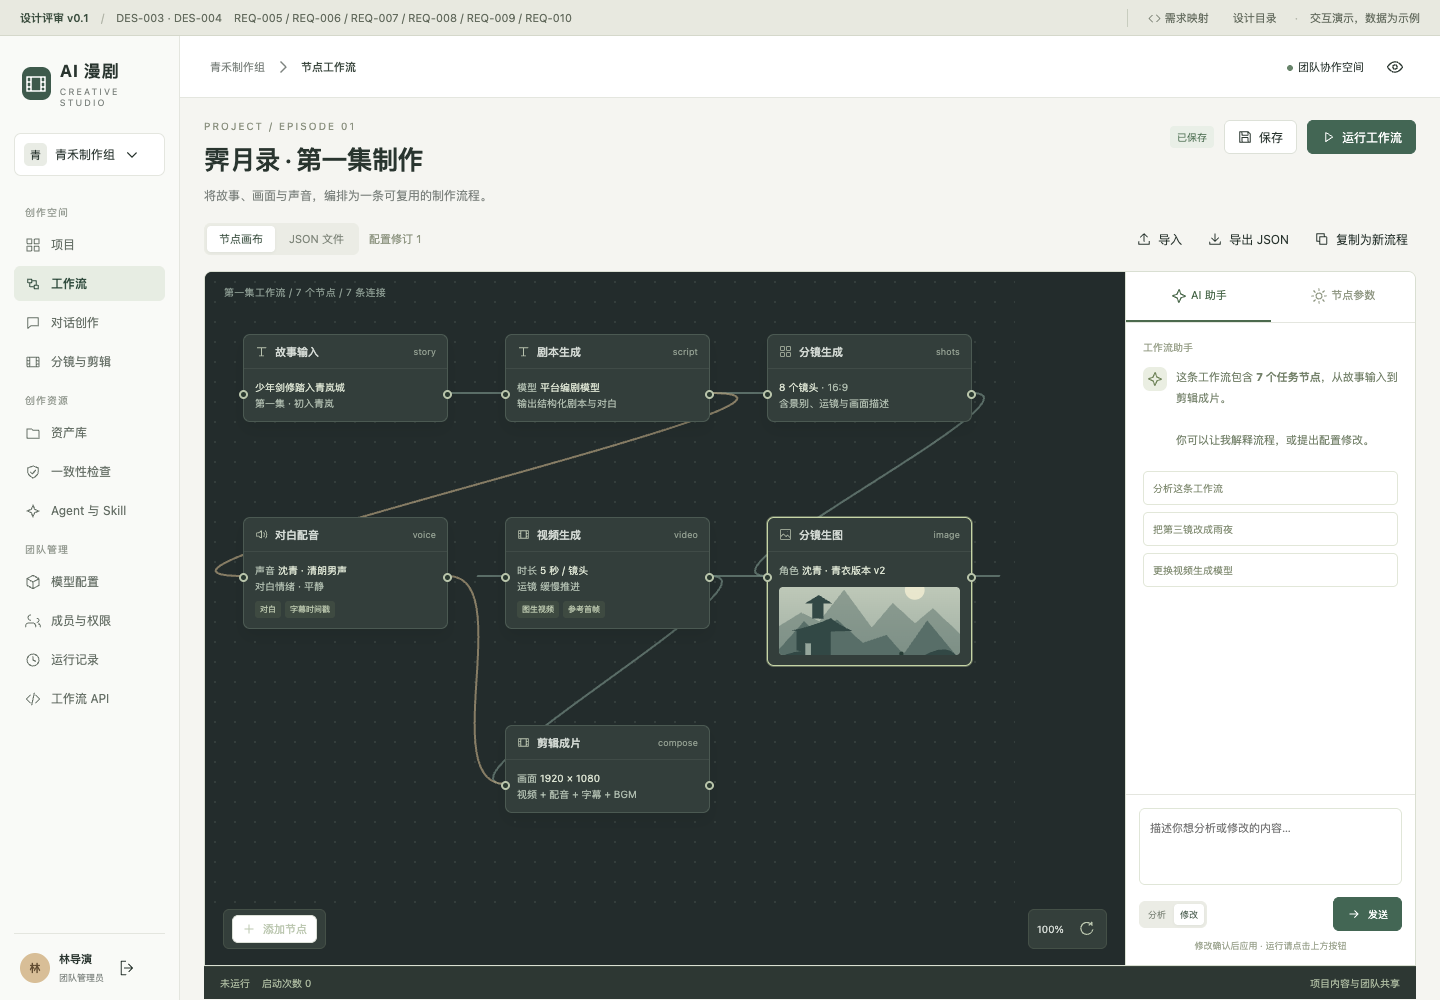 设计评审 v0.1 / DES-003 · DES-004 REQ-005 / REQ-006 / REQ-007 / REQ-008 / REQ-009 / REQ-010
需求映射 设计目录 · 交互演示，数据为示例
AI 漫剧
CREATIVE
STUDIO
青 青禾制作组
创作空间
项目
工作流
对话创作
分镜与剪辑
创作资源
资产库
一致性检查
Agent 与 Skill
团队管理
模型配置
成员与权限
运行记录
工作流 API
林 林导演
团队管理员
青禾制作组 节点工作流
团队协作空间
PROJECT / EPISODE 01
霁月录 · 第一集制作
将故事、画面与声音，编排为一条可复用的制作流程。
已保存 保存 运行工作流
节点画布 JSON 文件 配置修订 1
导入 导出 JSON 复制为新流程
第一集工作流 / 7 个节点 / 7 条连接
故事输入 story
少年剑修踏入青岚城
第一集 · 初入青岚
剧本生成 script
模型 平台编剧模型
输出结构化剧本与对白
分镜生成 shots
8 个镜头 · 16:9
含景别、运镜与画面描述
对白配音 voice
声音 沈青 · 清朗男声
对白情绪 · 平静
对白 字幕时间戳
视频生成 video
时长 5 秒 / 镜头
运镜 缓慢推进
图生视频 参考首帧
分镜生图 image
角色 沈青 · 青衣版本 v2
剪辑成片 compose
画面 1920 × 1080
视频 + 配音 + 字幕 + BGM
添加节点
100%
AI 助手 节点参数
工作流助手
这条工作流包含 7 个任务节点，从故事输入到
剪辑成片。
你可以让我解释流程，或提出配置修改。
分析这条工作流
把第三镜改成雨夜
更换视频生成模型
描述你想分析或修改的内容...
分析 修改 发送
修改确认后应用 · 运行请点击上方按钮
未运行 启动次数 0
项目内容与团队共享